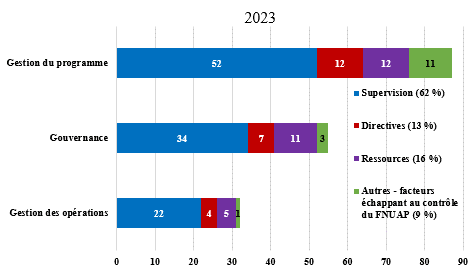 2023
Gestion du programme
52
12
12
11
Supervision (62 %)
Gouvernance
34
7
11
3
Directives (13 %)
Ressources (16 %)
Autres - facteurs
échappant au contrôle
du FNUAP (9 %)
Gestion des opérations
22
4
5
1
0
10
20
30
40
50
60
70
80
90